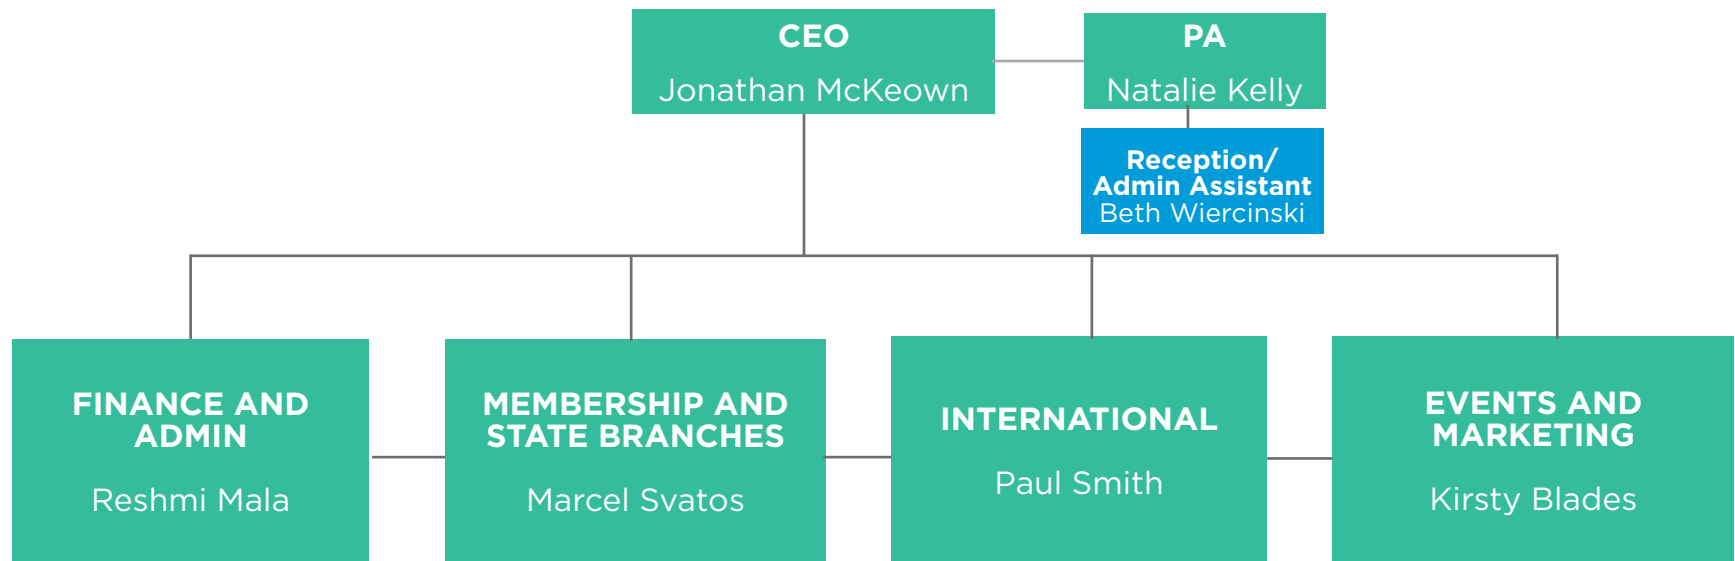 CEO
Jonathan McKeown
PA
Natalie Kelly
Reception/
Admin Assistant
Beth Wiercinski
FINANCE AND
ADMIN
Reshmi Mala
MEMBERSHIP AND
STATE BRANCHES
Marcel Svatos
INTERNATIONAL
Paul Smith
EVENTS AND
MARKETING
Kirsty Blades